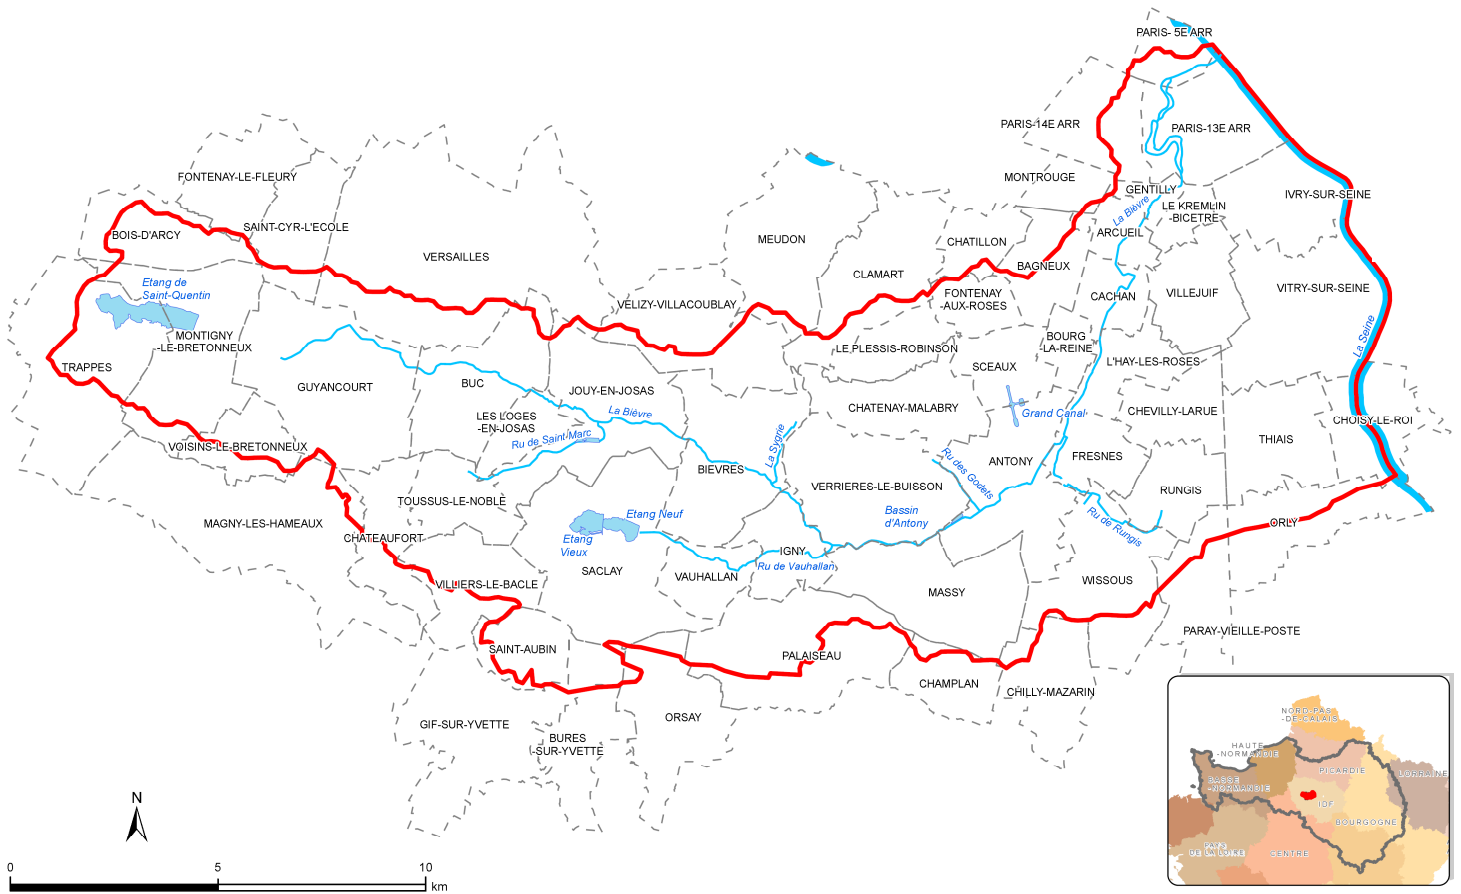 PARIS- 5E ARR
PARIS-14E ARR
PARIS-13E ARR
FONTENAY-LE-FLEURY
MONTROUGE
GENTILLY
IVRY-SUR-SEINE
LE KREMLIN
-BICETRE
La Bièvre
SAINT-CYR-L'ECOLE
BOIS-D'ARCY
ARCUEIL
MEUDON
CHATILLON
VERSAILLES
BAGNEUX
CLAMART
Etang de
Saint-Quentin
FONTENAY
-AUX-ROSES
CACHAN
VILLEJUIF
VITRY-SUR-SEINE
VELIZY-VILLACOUBLAY
La Seine
MONTIGNY
-LE-BRETONNEUX
BOURG
-LA-REINE
LE PLESSIS-ROBINSON
L'HAY-LES-ROSES
TRAPPES
SCEAUX
GUYANCOURT
BUC
JOUY-EN-JOSAS
CHATENAY-MALABRY
Grand Canal
CHEVILLY-LARUE
La Bièvre
LES LOGES
-EN-JOSAS
CHOISY-LE-ROI
Ru de Saint-Marc
THIAIS
VOISINS-LE-BRETONNEUX
La Sygrie
BIEVRES
FRESNES
ANTONY
Ru des Godets
VERRIERES-LE-BUISSON
RUNGIS
TOUSSUS-LE-NOBLE
Etang Neuf
Bassin
d'Antony
Ru de Rungis
ORLY
MAGNY-LES-HAMEAUX
CHATEAUFORT
Etang
Vieux
IGNY
Ru de Vauhallan
SACLAY
VAUHALLAN
VILLIERS-LE-BACLE
WISSOUS
MASSY
PARAY-VIEILLE-POSTE
SAINT-AUBIN
PALAISEAU
CHAMPLAN
CHILLY-MAZARIN
ORSAY
GIF-SUR-YVETTE
BURES
-SUR-YVETTE
NORD-PAS
-DE-CALAIS
HAUTE
-NORMANDIE
PICARDIE
LORRAINE
BASSE
-NORMANDIE
IDF
BOURGOGNE
PAYS
DE LA LOIRE
CENTRE
N
0 5 10
km